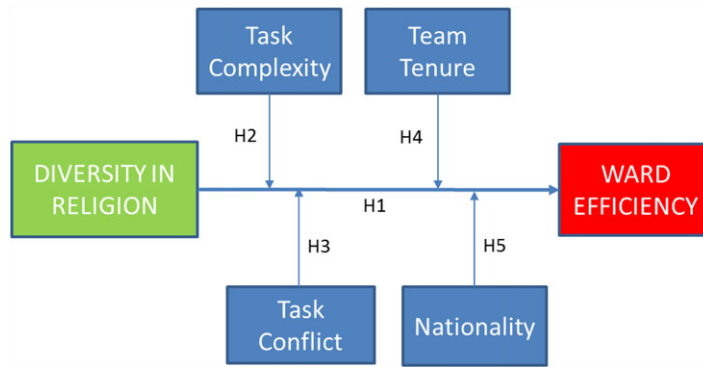 Task
Complexity
Team
Tenure
H2
H4
DIVERSITY IN
RELIGION
WARD
EFFICIENCY
H1
H3
H5
Task
Conflict
Nationality